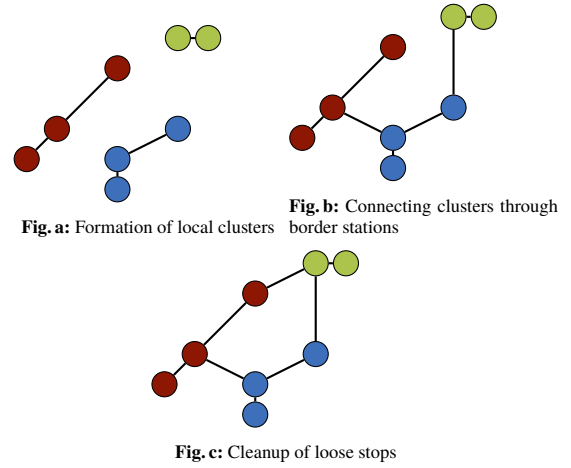 Fig. a: Formation of local clusters
Fig. b: Connecting clusters through
border stations
Fig. c: Cleanup of loose stops